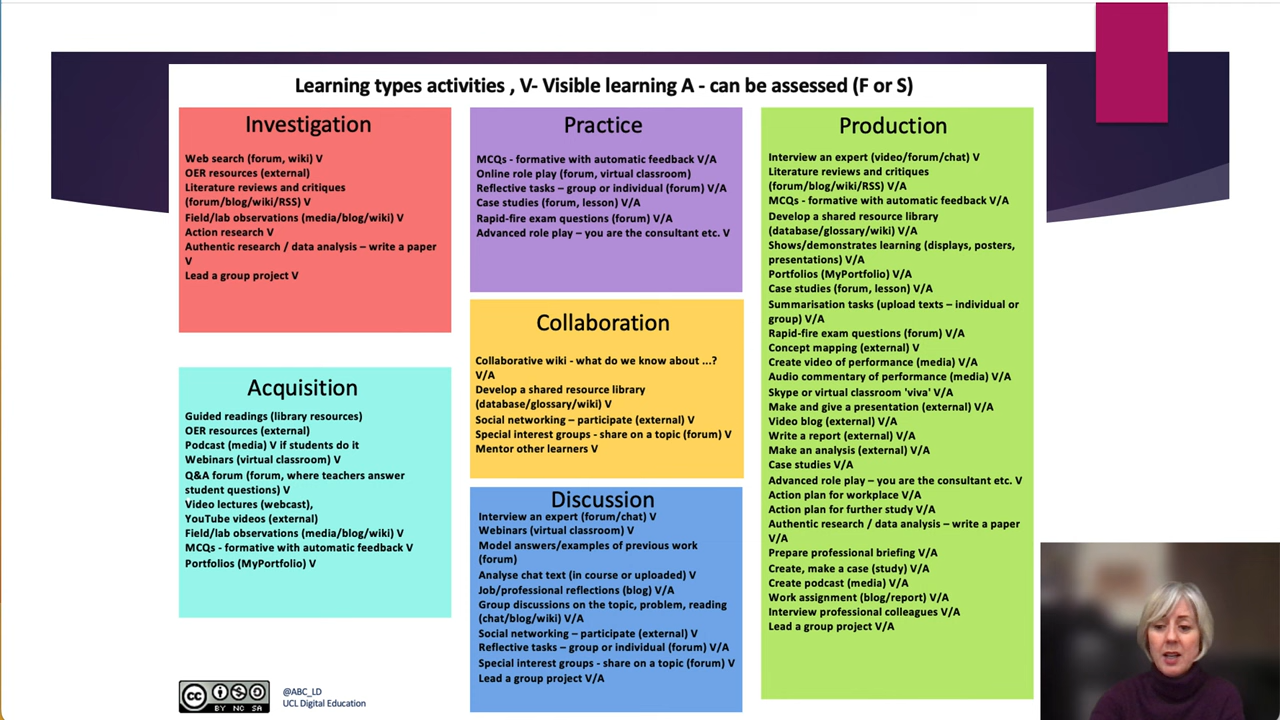 Learning types activities , V- Visible learning A - can be assessed (F or S)
Investigation
Web search (forum, wiki) V
OER resources (external)
Literature reviews and critiques
(forum/blog/wiki/RSS) V
Field/lab observations (media/blog/wiki) V
Action research V
Authentic research / data analysis – write a paper
V
Lead a group project V
Acquisition
Guided readings (library resources)
OER resources (external)
Podcast (media) V if students do it
Webinars (virtual classroom) V
Q&A forum (forum, where teachers answer
student questions) V
Video lectures (webcast),
YouTube videos (external)
Field/lab observations (media/blog/wiki) V
MCQs - formative with automatic feedback V
Portfolios (MyPortfolio) V
Practice
MCQs - formative with automatic feedback V/A
Online role play (forum, virtual classroom)
Reflective tasks – group or individual (forum) V/A
Case studies (forum, lesson) V/A
Rapid-fire exam questions (forum) V/A
Advanced role play – you are the consultant etc. V
Collaboration
Collaborative wiki - what do we know about ...?
V/A
Develop a shared resource library
(database/glossary/wiki) V
Social networking – participate (external) V
Special interest groups - share on a topic (forum) V
Mentor other learners V
Discussion
Interview an expert (forum/chat) V
Webinars (virtual classroom) V
Model answers/examples of previous work
(forum)
Analyse chat text (in course or uploaded) V
Job/professional reflections (blog) V/A
Group discussions on the topic, problem, reading
(chat/blog/wiki) V/A
Social networking – participate (external) V
Reflective tasks – group or individual (forum) V/A
Special interest groups - share on a topic (forum) V
Lead a group project V/A
Production
Interview an expert (video/forum/chat) V
Literature reviews and critiques
(forum/blog/wiki/RSS) V/A
MCQs - formative with automatic feedback V/A
Develop a shared resource library
(database/glossary/wiki) V/A
Shows/demonstrates learning (displays, posters,
presentations) V/A
Portfolios (MyPortfolio) V/A
Case studies (forum, lesson) V/A
Summarisation tasks (upload texts – individual or
group) V/A
Rapid-fire exam questions (forum) V/A
Concept mapping (external) V
Create video of performance (media) V/A
Audio commentary of performance (media) V/A
Skype or virtual classroom 'viva' V/A
Make and give a presentation (external) V/A
Video blog (external) V/A
Write a report (external) V/A
Make an analysis (external) V/A
Case studies V/A
Advanced role play – you are the consultant etc. V
Action plan for workplace V/A
Action plan for further study V/A
Authentic research / data analysis – write a paper
V/A
Prepare professional briefing V/A
Create, make a case (study) V/A
Create podcast (media) V/A
Work assignment (blog/report) V/A
Interview professional colleagues V/A
Lead a group project V/A
cc
BY NC SA
@ABC_LD
UCL Digital Education